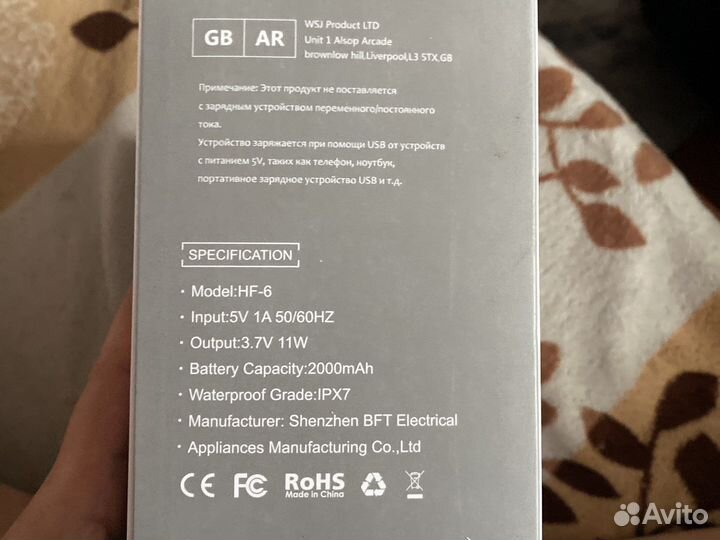 GB AR
WSJ Product LTD
Unit 1 Alsop Arcade
brownlow hill,Liverpool,L3 5TX,GB
Примечание: Этот продукт не поставляется
с зарядным устройством переменного/постоянного
тока.
Устройство заряжается при помощи USB от устройств
с питанием 5V, таких как телефон, ноутбук,
портативное зарядное устройство USB и т.д.
SPECIFICATION
· Model:HF-6
· Input:5V 1A 50/60HZ
· Output:3.7V 11W
· Battery Capacity:2000mAh
· Waterproof Grade:IPX7
· Manufacturer: Shenzhen BFT Electrical
· Appliances Manufacturing Co.,Ltd
CE FC RoHS
Made in China
Avito